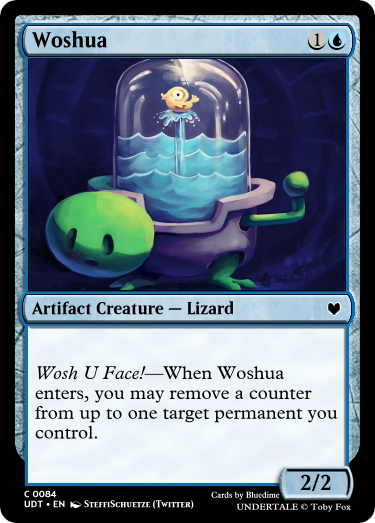 Woshua 1
Artifact Creature — Lizard
Wosh U Face!—When Woshua
enters, you may remove a counter
from up to one target permanent you
control.
2/2
C 0084
UDT • EN SteffiSchuetze (Twitter)
Cards by Bluedime
UNDERTALE © Toby Fox